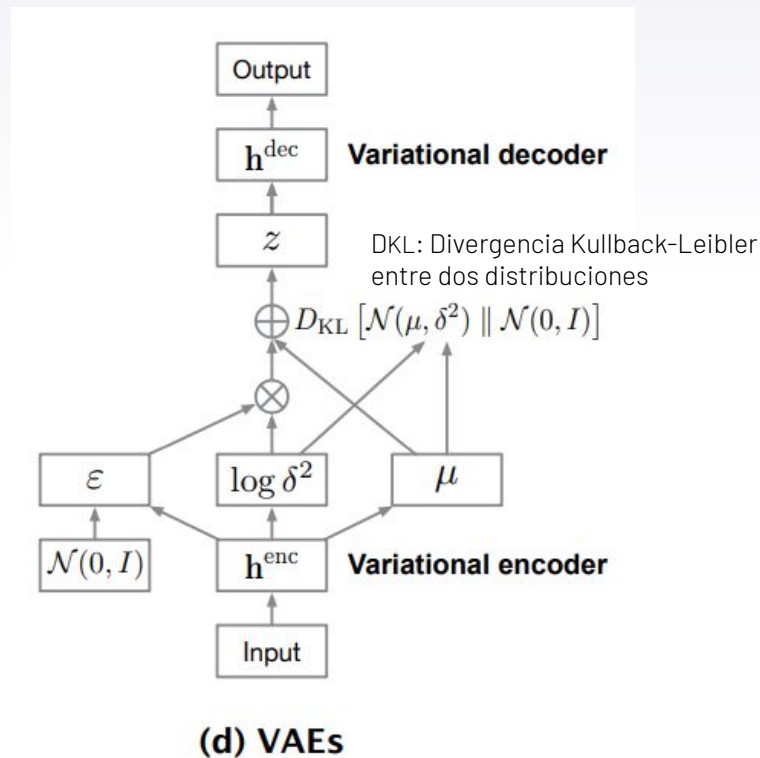 Output
h^dec
Variational decoder
z
DKL: Divergencia Kullback-Leibler
entre dos distribuciones
⊕ D_KL [𝒩(μ, δ²) ‖ 𝒩(0, I)]
⊗
ε
log δ²
μ
𝒩(0, I)
h^enc
Variational encoder
Input
(d) VAEs